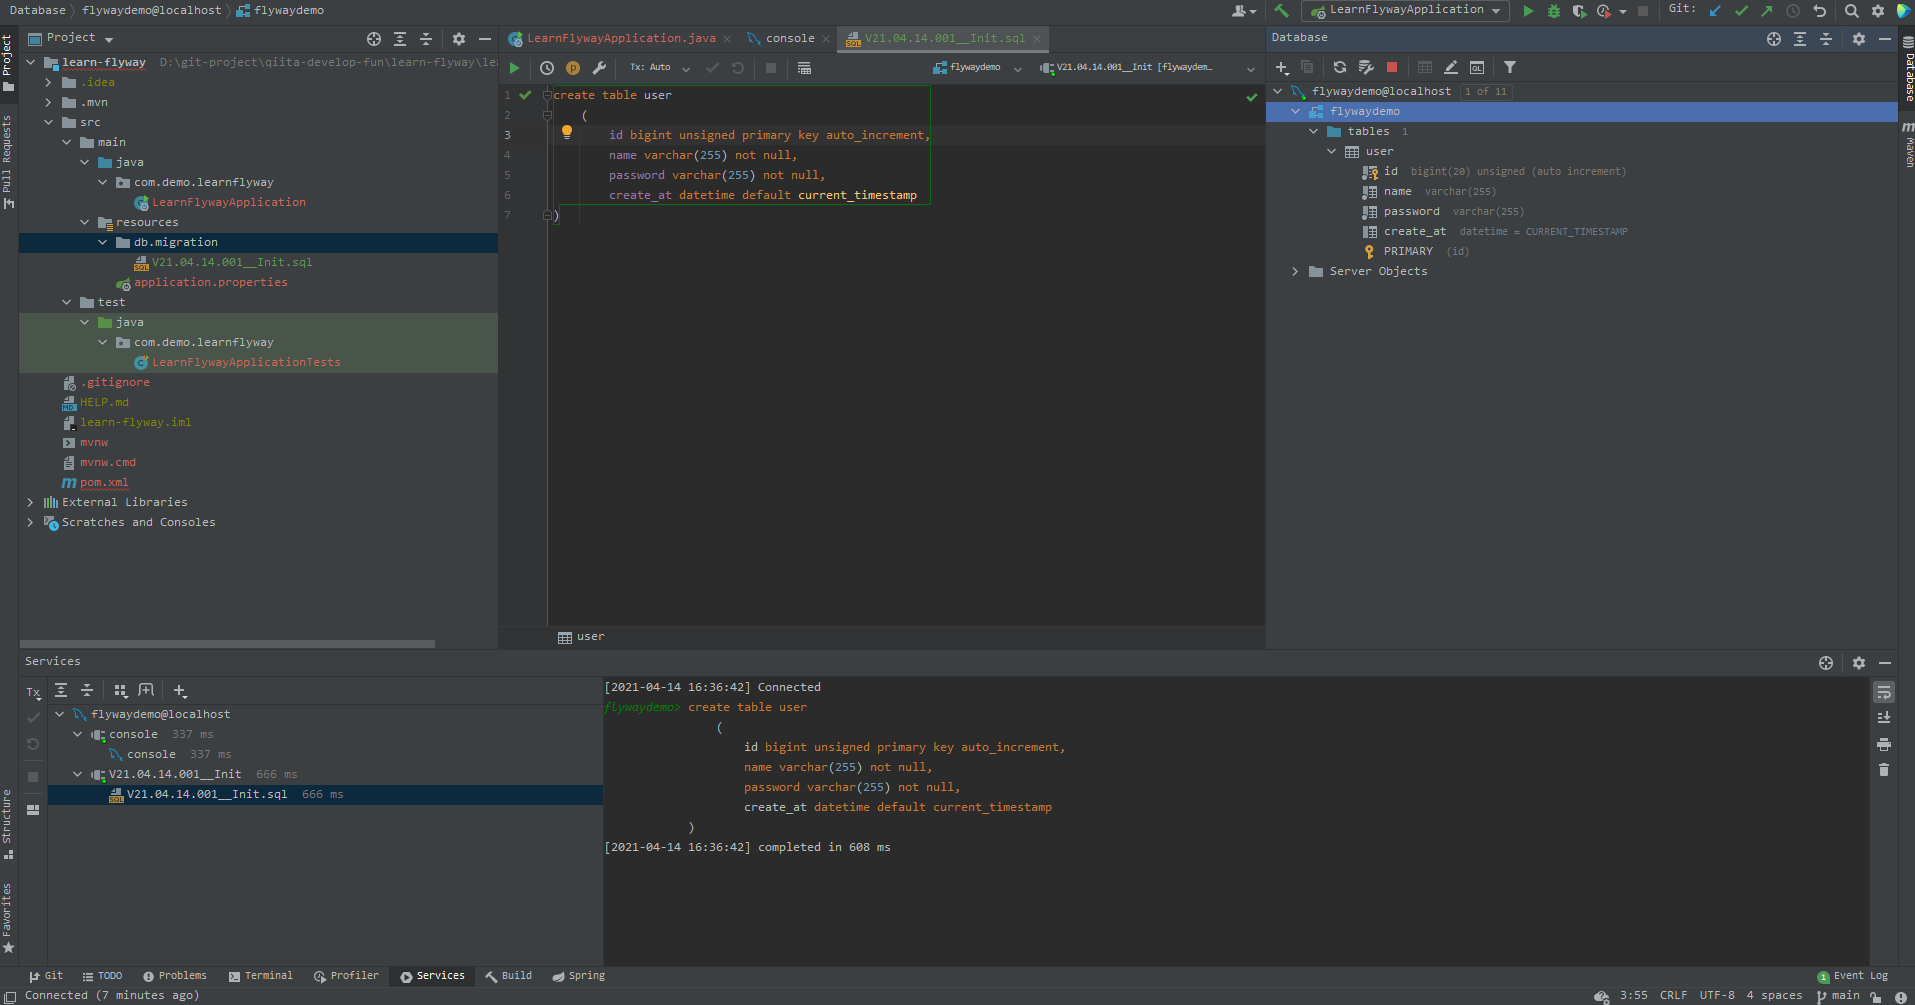 Database flywaydemo@localhost flywaydemo
LearnFlywayApplication
Git:
Project
LearnFlywayApplication.java
console
V21.04.14.001__Init.sql
Database
Project
Pull Requests
Structure
Favorites
learn-flyway D:\git-project\qiita-develop-fun\learn-flyway\lea
.idea
.mvn
src
main
java
com.demo.learnflyway
LearnFlywayApplication
resources
db.migration
V21.04.14.001__Init.sql
application.properties
test
java
com.demo.learnflyway
LearnFlywayApplicationTests
.gitignore
HELP.md
learn-flyway.iml
mvnw
mvnw.cmd
pom.xml
External Libraries
Scratches and Consoles
Tx: Auto
flywaydemo
V21.04.14.001__Init [flywaydem…
1 create table user
2 (
3 id bigint unsigned primary key auto_increment,
4 name varchar(255) not null,
5 password varchar(255) not null,
6 create_at datetime default current_timestamp
7 )
user
flywaydemo@localhost 1 of 11
flywaydemo
tables 1
user
id bigint(20) unsigned (auto increment)
name varchar(255)
password varchar(255)
create_at datetime = CURRENT_TIMESTAMP
PRIMARY (id)
Server Objects
Database
Maven
Services
Tx
flywaydemo@localhost
console 337 ms
console 337 ms
V21.04.14.001__Init 666 ms
V21.04.14.001__Init.sql 666 ms
[2021-04-14 16:36:42] Connected
flywaydemo> create table user
(
id bigint unsigned primary key auto_increment,
name varchar(255) not null,
password varchar(255) not null,
create_at datetime default current_timestamp
)
[2021-04-14 16:36:42] completed in 608 ms
Git TODO Problems Terminal Profiler Services Build Spring
1 Event Log
Connected (7 minutes ago)
3:55 CRLF UTF-8 4 spaces main